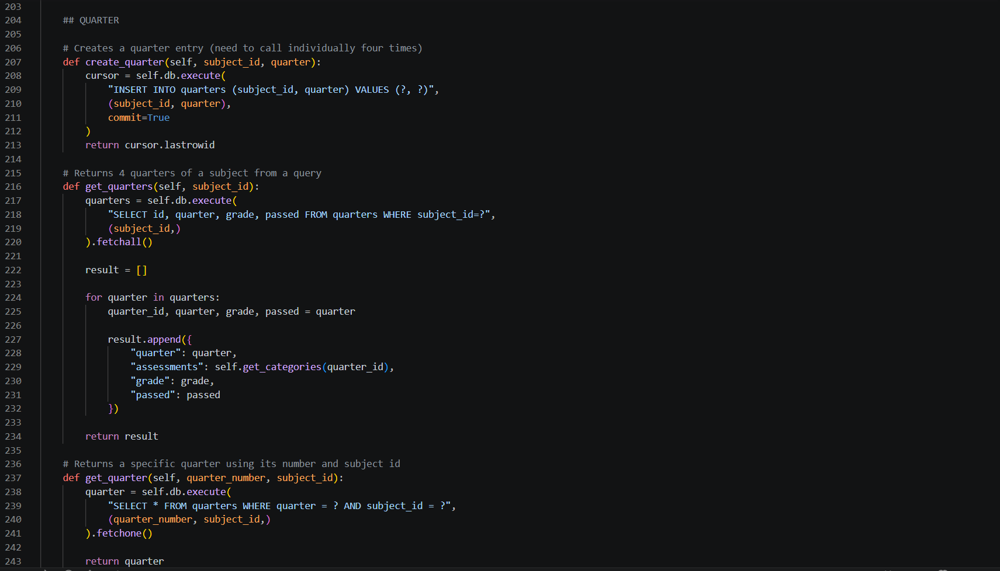 203
204 ## QUARTER
205
206 # Creates a quarter entry (need to call individually four times)
207 def create_quarter(self, subject_id, quarter):
208 cursor = self.db.execute(
209 "INSERT INTO quarters (subject_id, quarter) VALUES (?, ?)",
210 (subject_id, quarter),
211 commit=True
212 )
213 return cursor.lastrowid
214
215 # Returns 4 quarters of a subject from a query
216 def get_quarters(self, subject_id):
217 quarters = self.db.execute(
218 "SELECT id, quarter, grade, passed FROM quarters WHERE subject_id=?",
219 (subject_id,)
220 ).fetchall()
221
222 result = []
223
224 for quarter in quarters:
225 quarter_id, quarter, grade, passed = quarter
226
227 result.append({
228 "quarter": quarter,
229 "assessments": self.get_categories(quarter_id),
230 "grade": grade,
231 "passed": passed
232 })
233
234 return result
235
236 # Returns a specific quarter using its number and subject id
237 def get_quarter(self, quarter_number, subject_id):
238 quarter = self.db.execute(
239 "SELECT * FROM quarters WHERE quarter = ? AND subject_id = ?",
240 (quarter_number, subject_id,)
241 ).fetchone()
242
243 return quarter